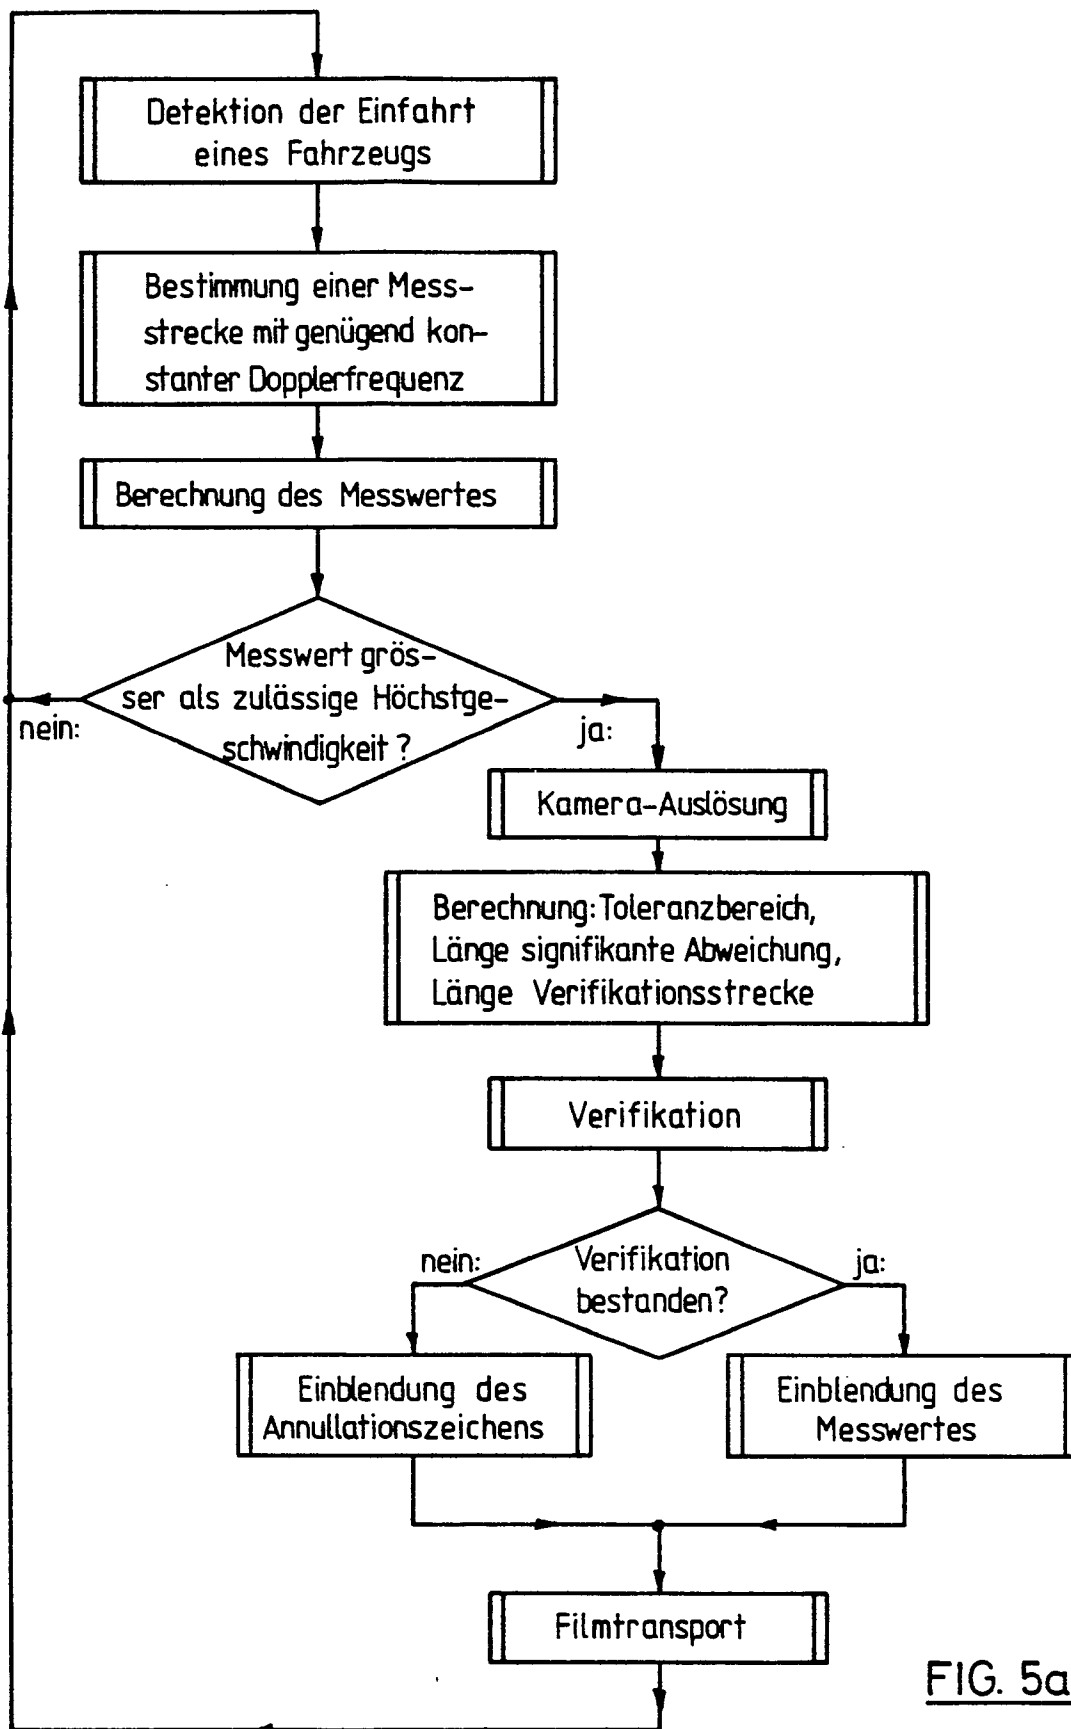 Detektion der Einfahrt
eines Fahrzeugs
Bestimmung einer Mess-
strecke mit genügend kon-
stanter Dopplerfrequenz
Berechnung des Messwertes
Messwert grös-
ser als zulässige Höchstge-
schwindigkeit?
nein:
ja:
Kamera-Auslösung
Berechnung: Toleranzbereich,
Länge signifikante Abweichung,
Länge Verifikationsstrecke
Verifikation
Verifikation
bestanden?
nein:
ja:
Einblendung des
Annullationszeichens
Einblendung des
Messwertes
Filmtransport
FIG. 5a